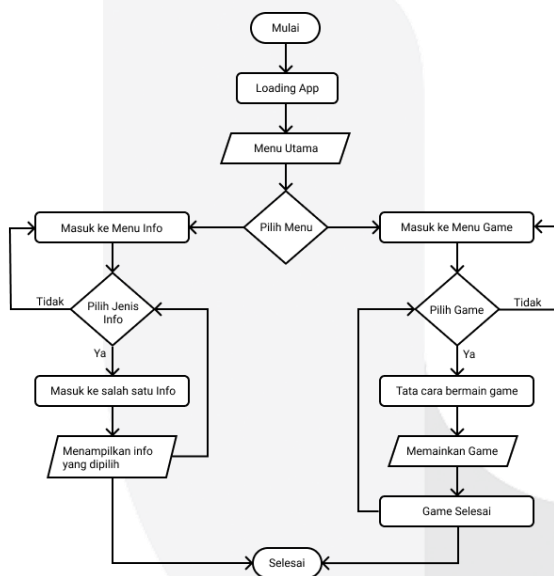 Mulai
Loading App
Menu Utama
Pilih Menu
Masuk ke Menu Info
Masuk ke Menu Game
Tidak
Pilih Jenis
Info
Ya
Pilih Game
Tidak
Ya
Masuk ke salah satu Info
Tata cara bermain game
Menampilkan info
yang dipilih
Memainkan Game
Game Selesai
Selesai